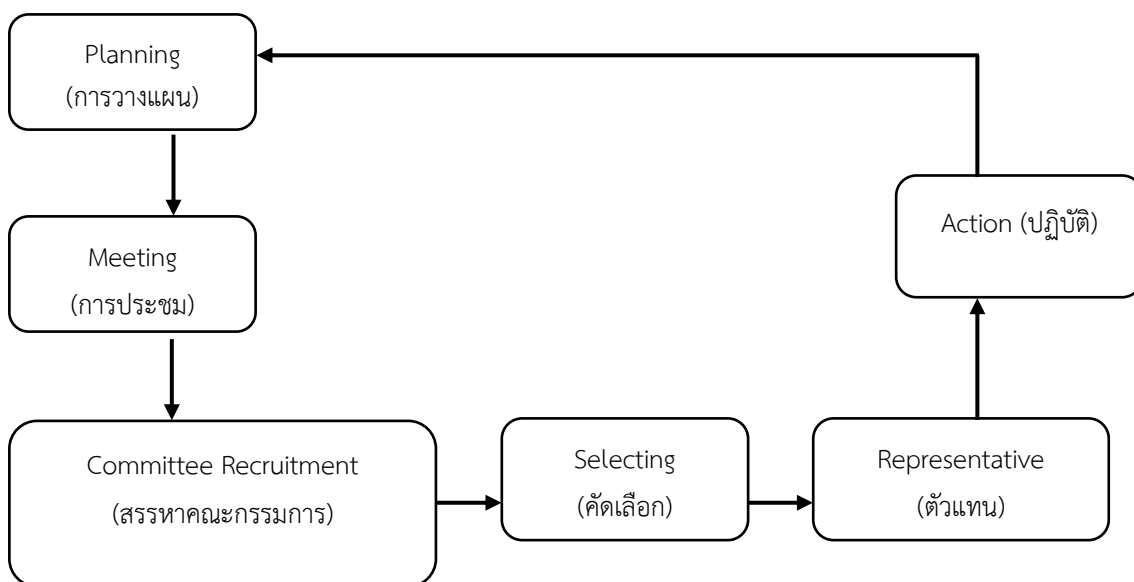 Planning
(การวางแผน)
Meeting
(การประชม)
Committee Recruitment
(สรรหาคณะกรรมการ)
Selecting
(คัดเลือก)
Representative
(ตัวแทน)
Action (ปฏิบัติ)